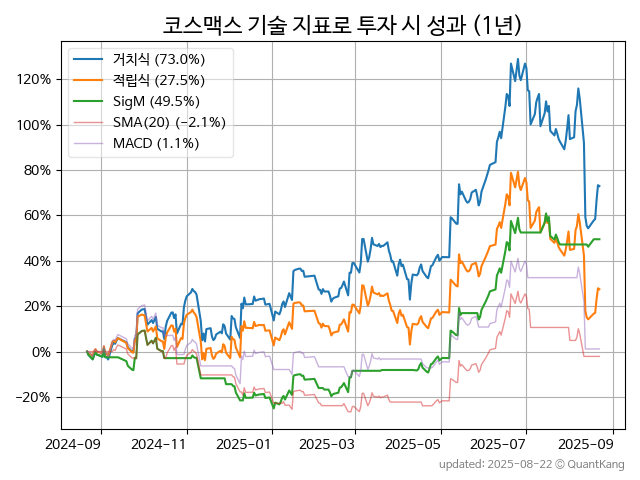 코스맥스 기술 지표로 투자 시 성과 (1년)
거치식 (73.0%)
적립식 (27.5%)
SigM (49.5%)
SMA(20) (−2.1%)
MACD (1.1%)
120%
100%
80%
60%
40%
20%
0%
−20%
2024-09
2024-11
2025-01
2025-03
2025-05
2025-07
2025-09
updated: 2025-08-22 © QuantKang